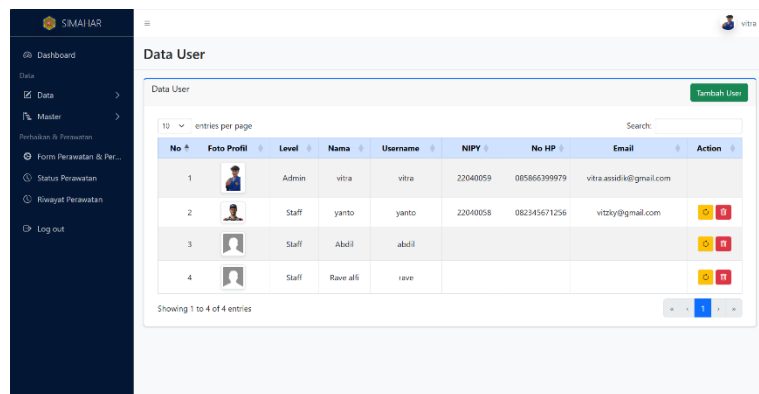 SIMAHAR
vitra
Dashboard
Data
Data
Master
Perbaikan & Perawatan
Form Perawatan & Per...
Status Perawatan
Riwayat Perawatan
Log out
Data User
Data User
Tambah User
10 entries per page
Search:
No Foto Profil Level Nama Username NIPY No HP Email Action
1 Admin vitra vitra 22040059 085866399979 vitra.assidik@gmail.com
2 Staff yanto yanto 22040058 082345671256 vitzky@gmail.com
3 Staff Abdil abdil
4 Staff Rave alfi rave
Showing 1 to 4 of 4 entries
« ‹ 1 › »